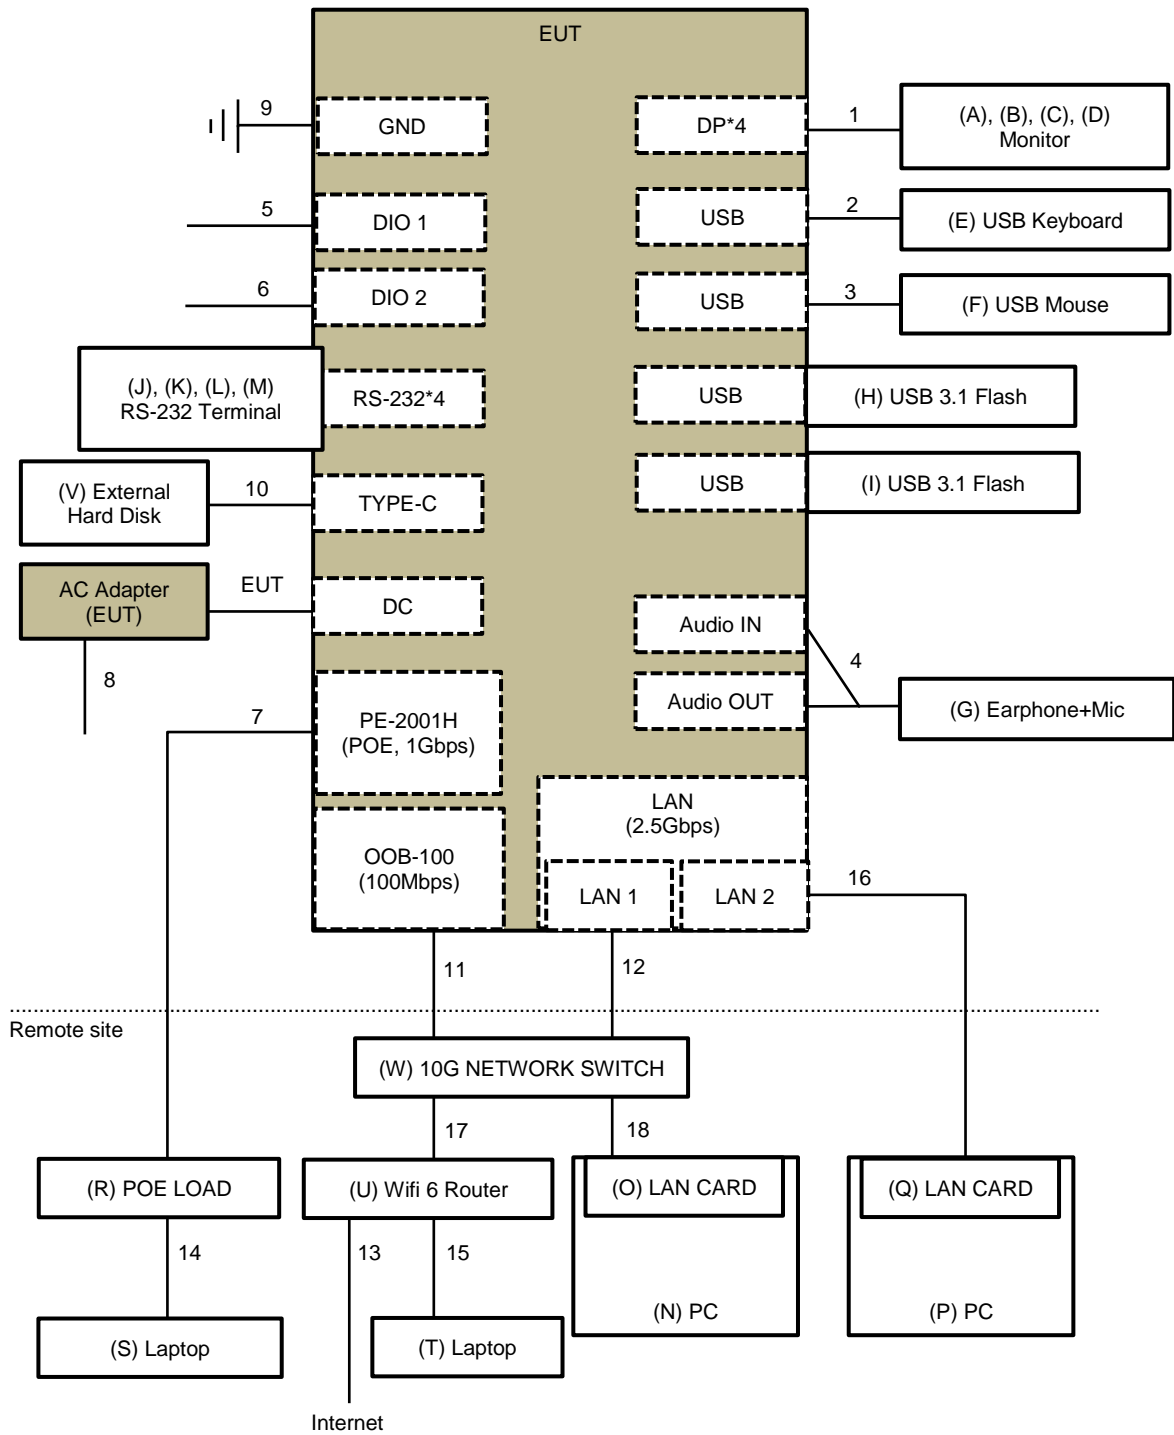 EUT
9
GND
DP*4
1
(A), (B), (C), (D)
Monitor
5
DIO 1
USB
2
(E) USB Keyboard
6
DIO 2
USB
3
(F) USB Mouse
(J), (K), (L), (M)
RS-232 Terminal
RS-232*4
USB
(H) USB 3.1 Flash
(V) External
Hard Disk
10
TYPE-C
USB
(I) USB 3.1 Flash
AC Adapter
(EUT)
EUT
DC
Audio IN
8
4
7
PE-2001H
(POE, 1Gbps)
Audio OUT
(G) Earphone+Mic
LAN
(2.5Gbps)
OOB-100
(100Mbps)
LAN 1
LAN 2
16
11
12
Remote site
(W) 10G NETWORK SWITCH
17
18
(R) POE LOAD
(U) Wifi 6 Router
(O) LAN CARD
(Q) LAN CARD
14
13
15
(N) PC
(P) PC
(S) Laptop
(T) Laptop
Internet